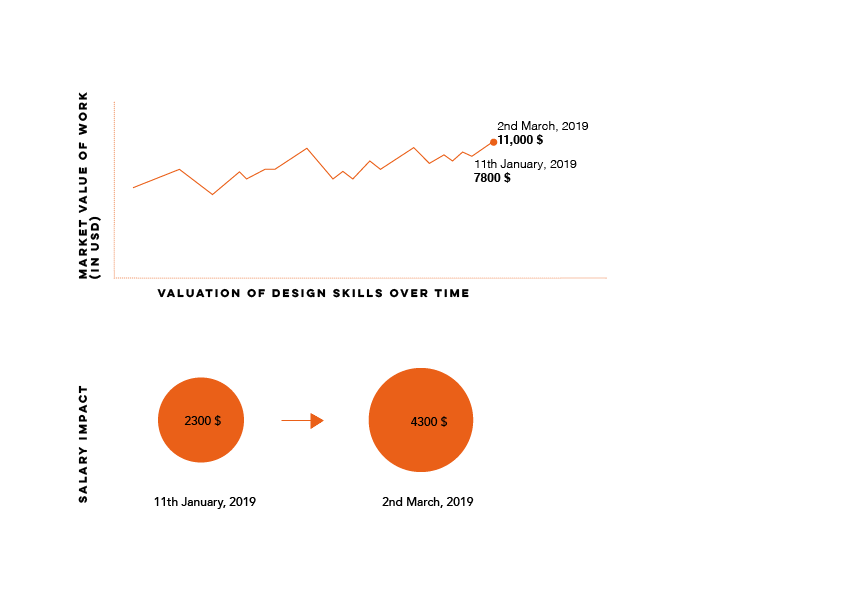 MARKET VALUE OF WORK
(IN USD)
2nd March, 2019
11,000 $
11th January, 2019
7800 $
VALUATION OF DESIGN SKILLS OVER TIME
SALARY IMPACT
2300 $
4300 $
11th January, 2019
2nd March, 2019